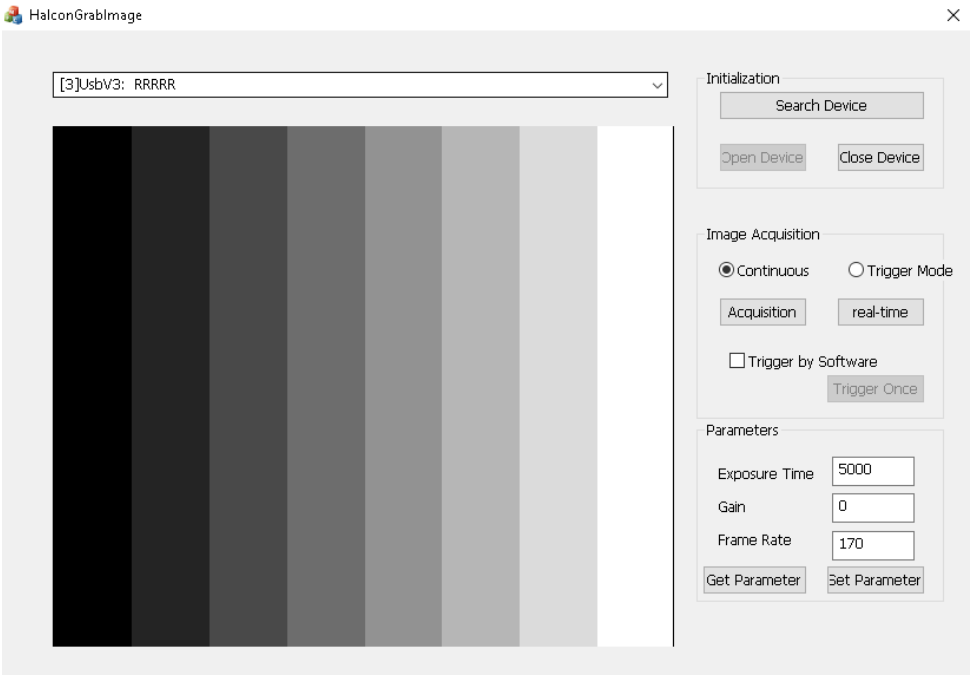 HalconGrabImage
[3]UsbV3: RRRRR
Initialization
Search Device
Open Device
Close Device
Image Acquisition
Continuous
Trigger Mode
Acquisition
real-time
Trigger by Software
Trigger Once
Parameters
Exposure Time
5000
Gain
0
Frame Rate
170
Get Parameter
Set Parameter